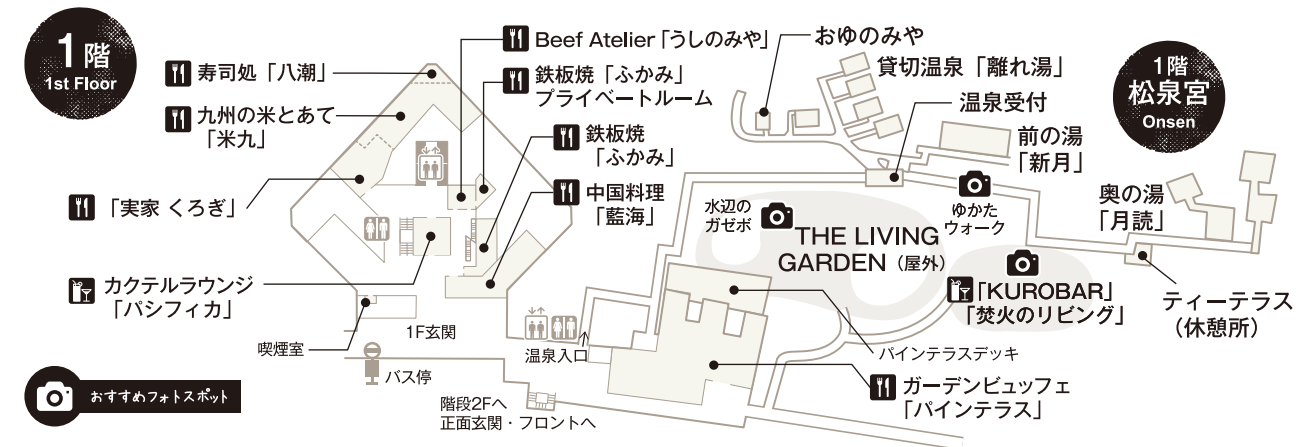 1階
1st Floor
寿司処「八潮」
九州の米とあて
「米九」
「実家 くろぎ」
カクテルラウンジ
「パシフィカ」
喫煙室
1F玄関
バス停
おすすめフォトスポット
Beef Atelier「うしのみや」
鉄板焼「ふかみ」
プライベートルーム
鉄板焼
「ふかみ」
中国料理
「藍海」
温泉入口
階段2Fへ
正面玄関・フロントへ
おゆのみや
貸切温泉「離れ湯」
温泉受付
前の湯
「新月」
水辺の
ガゼボ
ゆかた
ウォーク
THE LIVING
GARDEN（屋外）
奥の湯
「月読」
「KUROBAR」
「焚火のリビング」
ティーテラス
（休憩所）
パインテラスデッキ
ガーデンビュッフェ
「パインテラス」
1階
松泉宮
Onsen